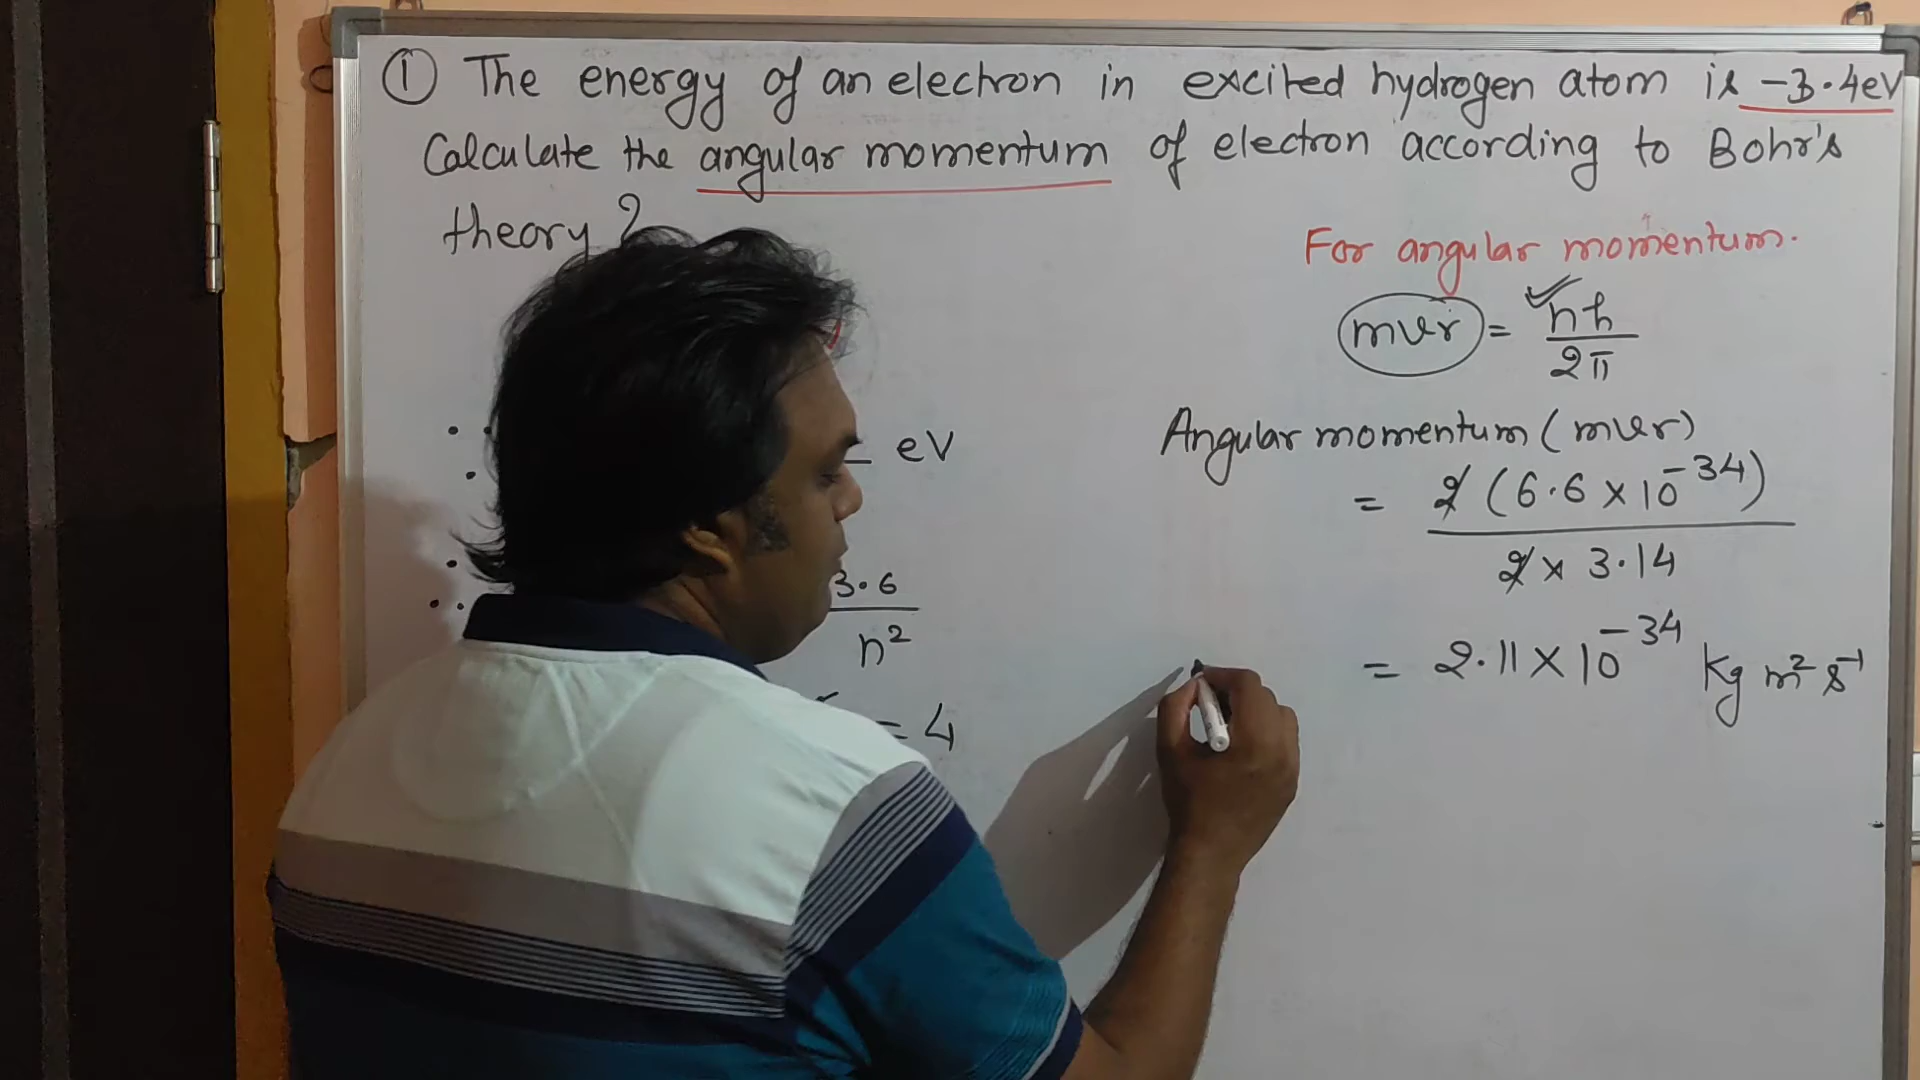 ① The energy of an electron in excited hydrogen atom is -3.4eV
Calculate the angular momentum of electron according to Bohr's
theory ?
For angular momentum.
mvr = nh
2π
eV
Angular momentum (mvr)
= 2 (6.6 x 10⁻³⁴)
2 x 3.14
3.6
n²
= 2.11 x 10⁻³⁴ Kg m² s⁻¹
= 4